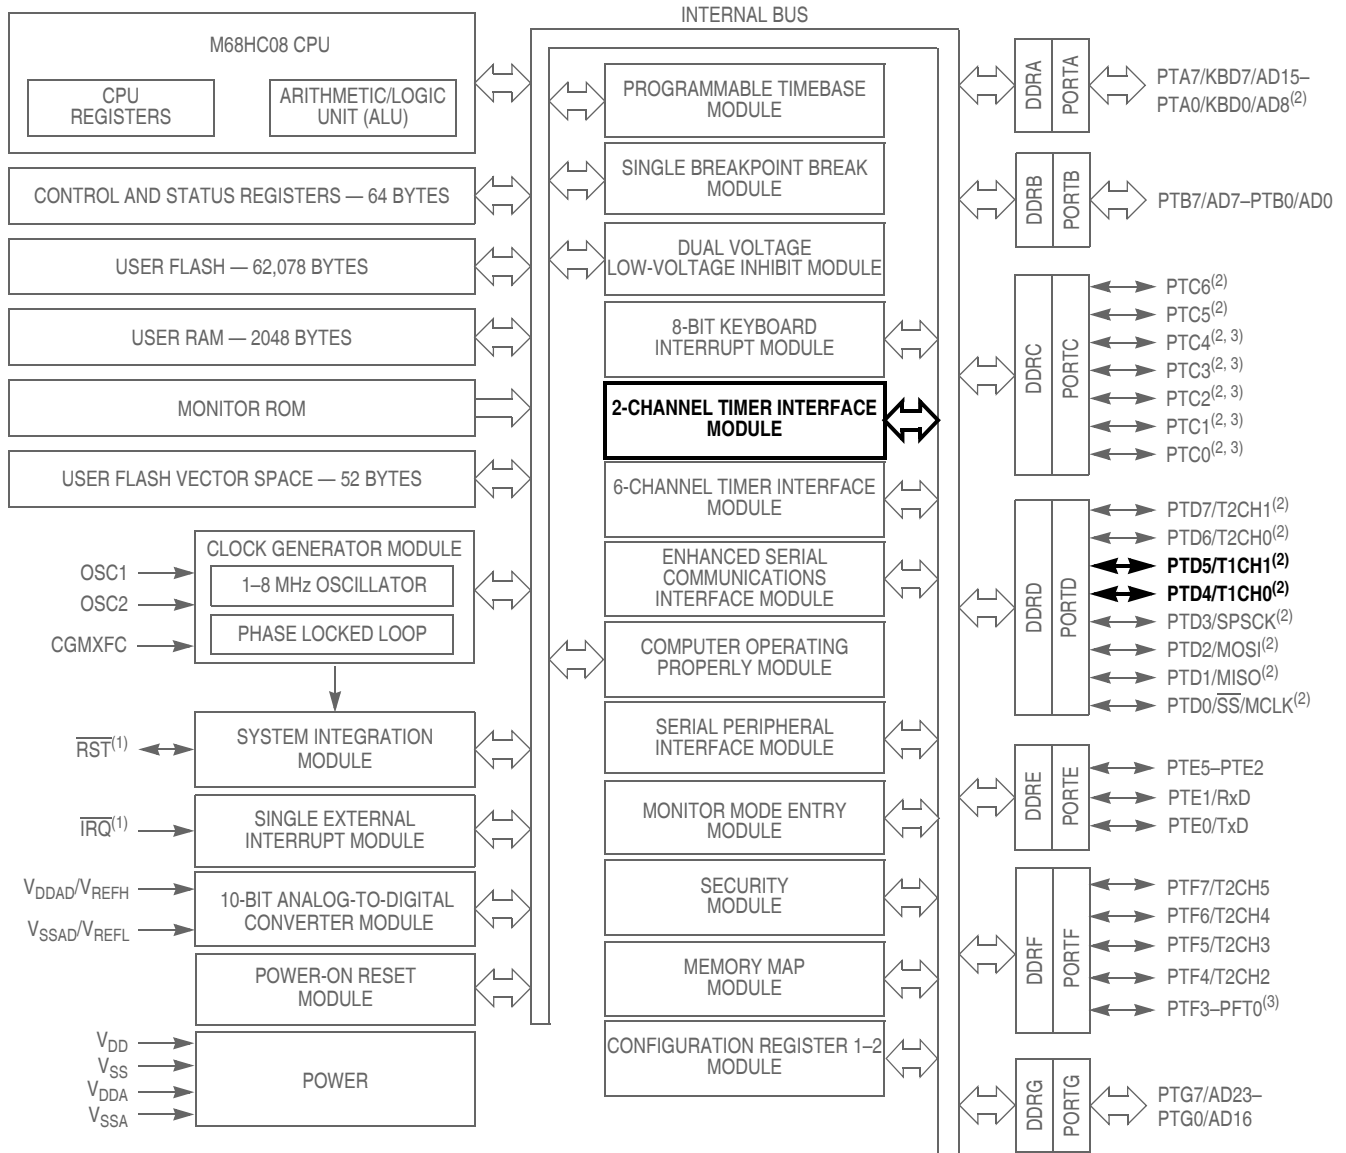 INTERNAL BUS
M68HC08 CPU
CPU
REGISTERS
ARITHMETIC/LOGIC
UNIT (ALU)
CONTROL AND STATUS REGISTERS — 64 BYTES
USER FLASH — 62,078 BYTES
USER RAM — 2048 BYTES
MONITOR ROM
USER FLASH VECTOR SPACE — 52 BYTES
CLOCK GENERATOR MODULE
1–8 MHz OSCILLATOR
PHASE LOCKED LOOP
OSC1
OSC2
CGMXFC
SYSTEM INTEGRATION
MODULE
RST(1)
SINGLE EXTERNAL
INTERRUPT MODULE
IRQ(1)
10-BIT ANALOG-TO-DIGITAL
CONVERTER MODULE
VDDAD/VREFH
VSSAD/VREFL
POWER-ON RESET
MODULE
POWER
VDD
VSS
VDDA
VSSA
PROGRAMMABLE TIMEBASE
MODULE
SINGLE BREAKPOINT BREAK
MODULE
DUAL VOLTAGE
LOW-VOLTAGE INHIBIT MODULE
8-BIT KEYBOARD
INTERRUPT MODULE
2-CHANNEL TIMER INTERFACE
MODULE
6-CHANNEL TIMER INTERFACE
MODULE
ENHANCED SERIAL
COMMUNICATIONS
INTERFACE MODULE
COMPUTER OPERATING
PROPERLY MODULE
SERIAL PERIPHERAL
INTERFACE MODULE
MONITOR MODE ENTRY
MODULE
SECURITY
MODULE
MEMORY MAP
MODULE
CONFIGURATION REGISTER 1–2
MODULE
DDRA
PORTA
PTA7/KBD7/AD15–
PTA0/KBD0/AD8(2)
DDRB
PORTB
PTB7/AD7–PTB0/AD0
DDRC
PORTC
PTC6(2)
PTC5(2)
PTC4(2, 3)
PTC3(2, 3)
PTC2(2, 3)
PTC1(2, 3)
PTC0(2, 3)
DDRD
PORTD
PTD7/T2CH1(2)
PTD6/T2CH0(2)
PTD5/T1CH1(2)
PTD4/T1CH0(2)
PTD3/SPSCK(2)
PTD2/MOSI(2)
PTD1/MISO(2)
PTD0/SS/MCLK(2)
DDRE
PORTE
PTE5–PTE2
PTE1/RxD
PTE0/TxD
DDRF
PORTF
PTF7/T2CH5
PTF6/T2CH4
PTF5/T2CH3
PTF4/T2CH2
PTF3–PFT0(3)
DDRG
PORTG
PTG7/AD23–
PTG0/AD16